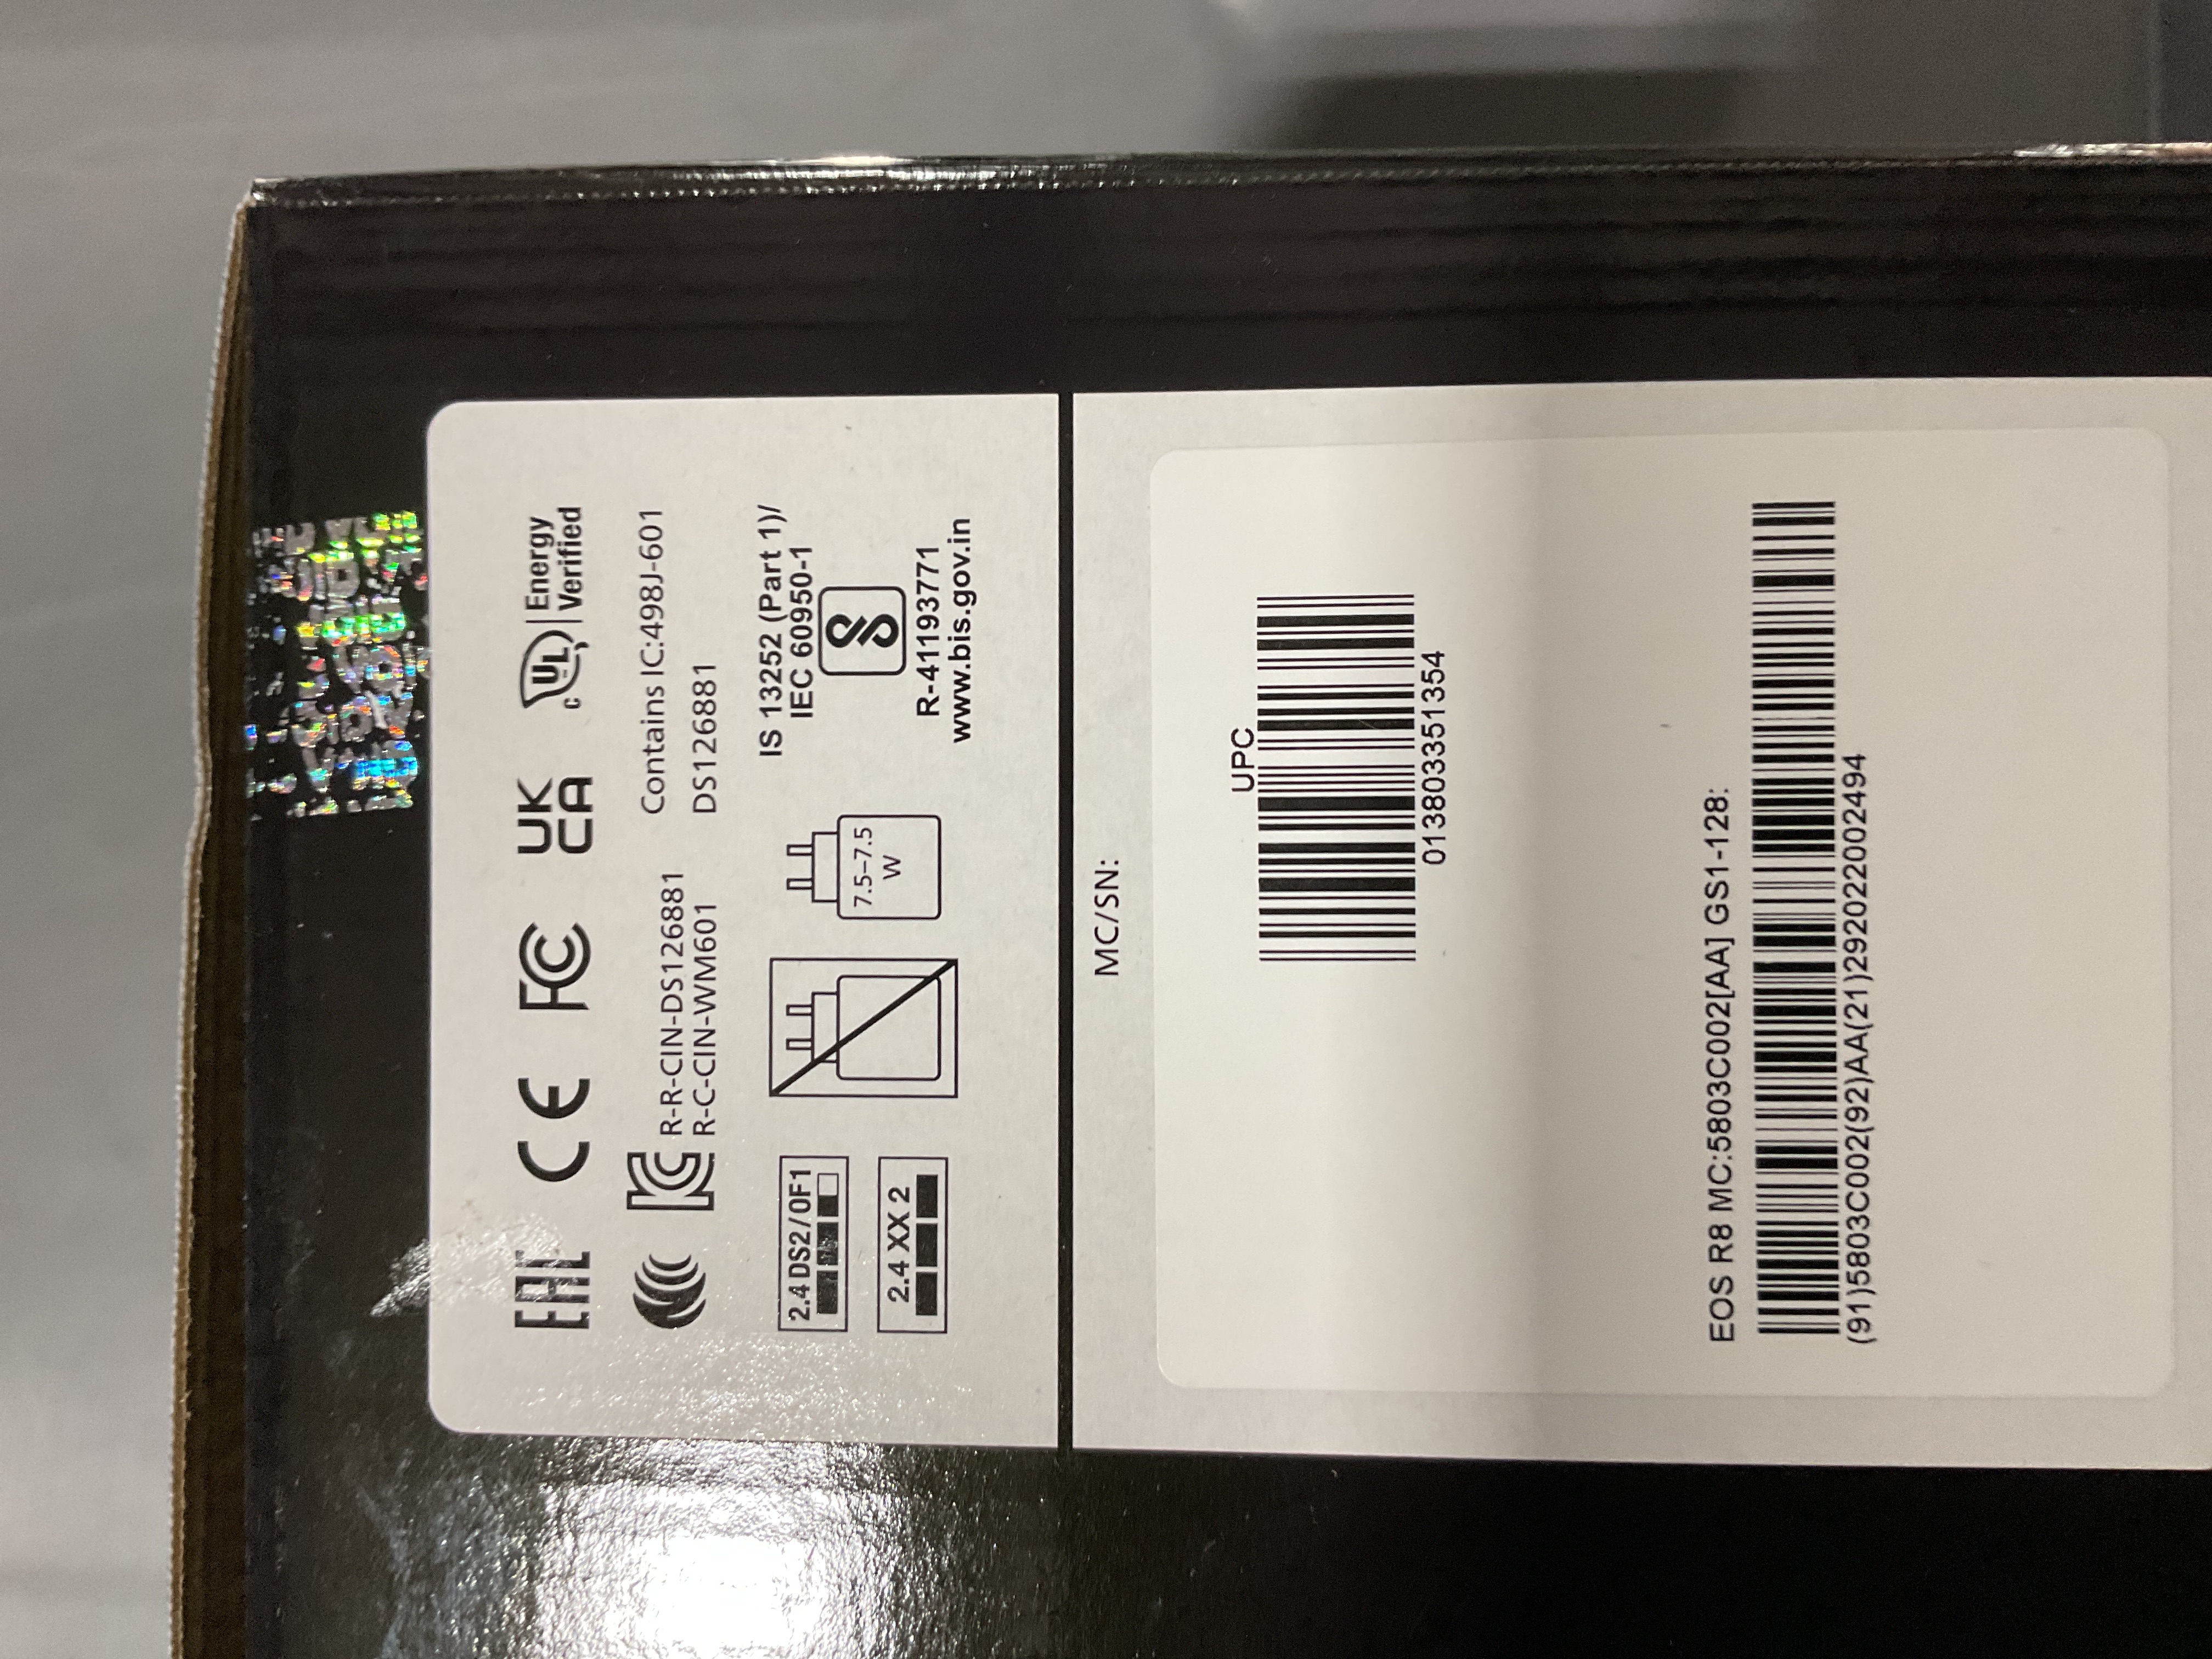 EAC CE FC UK CA c UL Energy Verified
R-R-CIN-DS126881
R-C-CIN-WM601
Contains IC:498J-601
DS126881
2.4 DS2/OF1
2.4 XX 2
7.5–7.5
W
IS 13252 (Part 1)/
IEC 60950-1
R-41193771
www.bis.gov.in
MC/SN:
UPC
013803351354
EOS R8 MC:5803C002[AA] GS1-128:
(91)5803C002(92)AA(21)292022002494